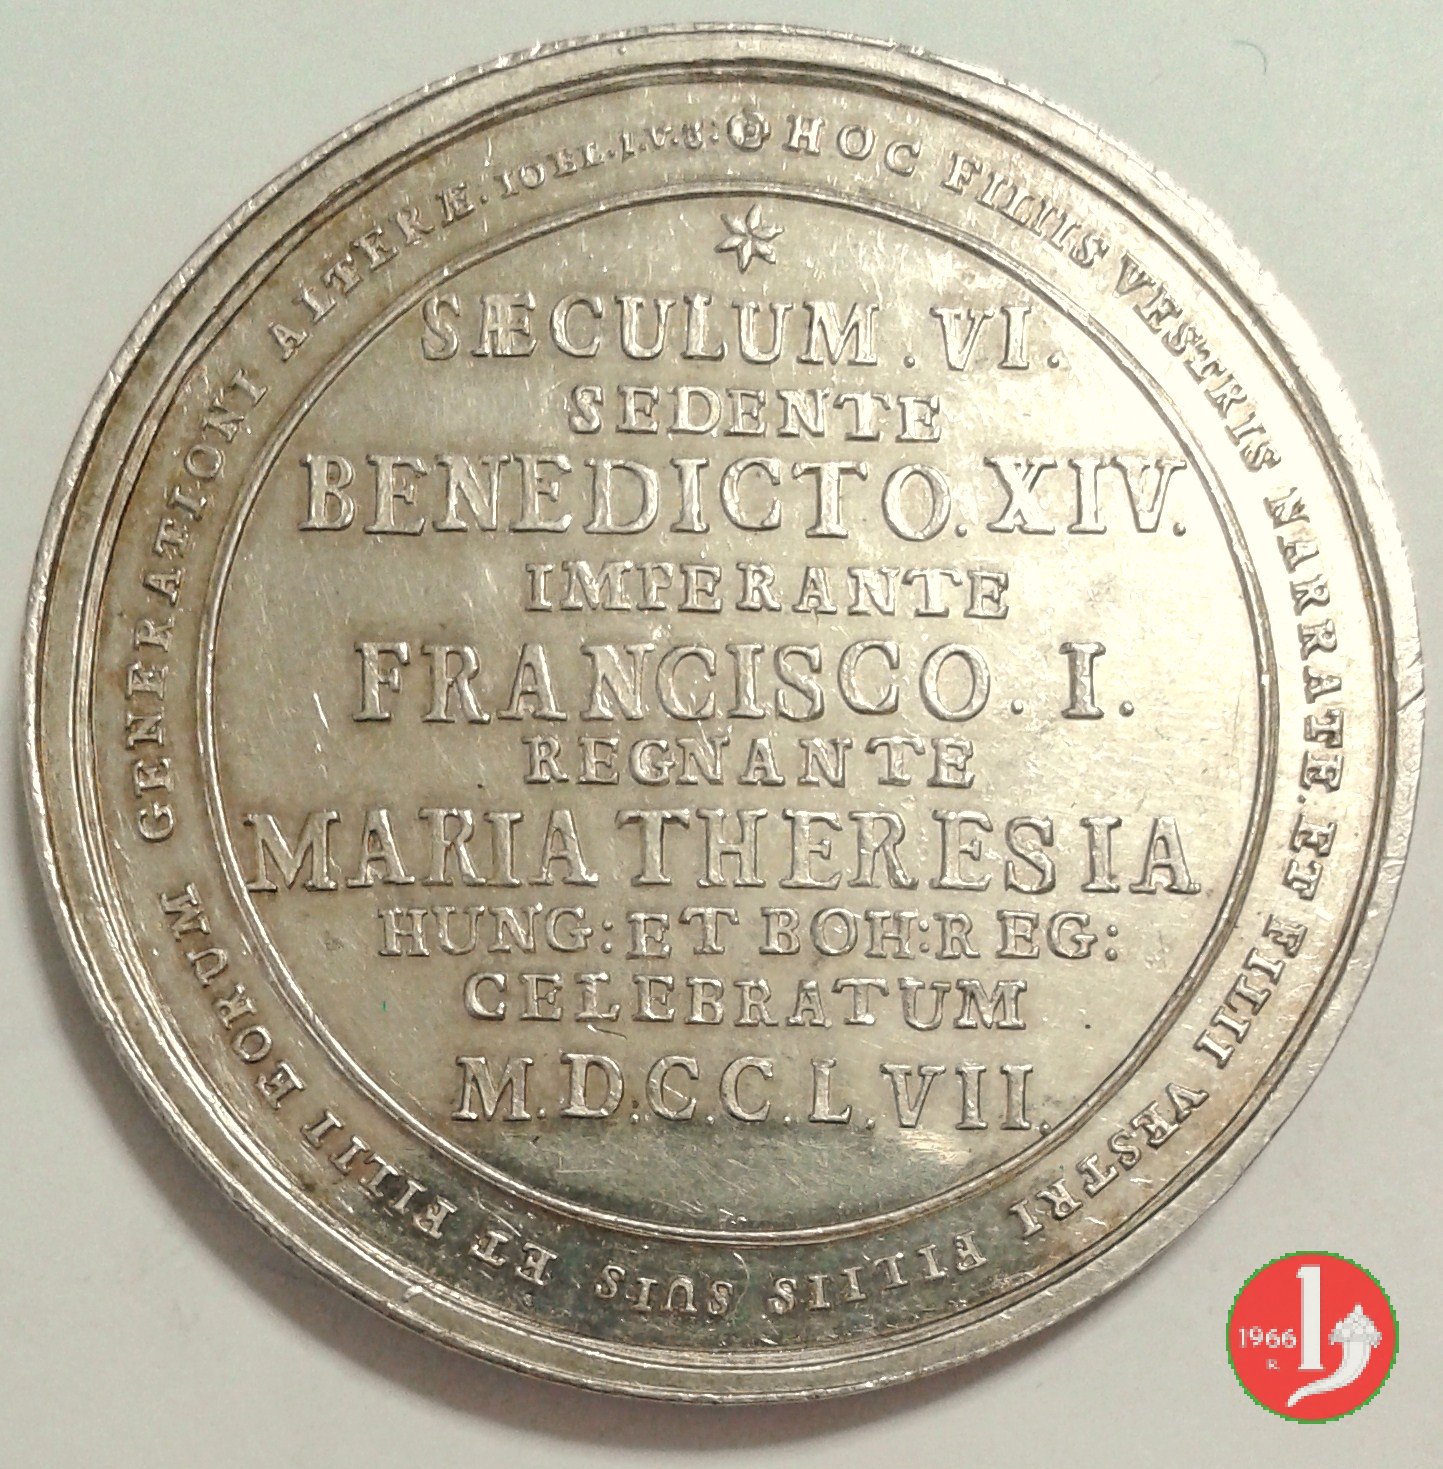 HOC FILIIS VESTRIS NARRATE. ET FILII VESTRI FILIIS SUIS ET FILII EORUM GENERATIONI ALTERÆ. IOEL. I. V. 3:
SÆCULUM. VI.
SEDENTE
BENEDICTO. XIV.
IMPERANTE
FRANCISCO. I.
REGNANTE
MARIA THERESIA
HUNG: ET BOH: REG:
CELEBRATUM
M.D.C.C.L.VII.
1966
R.